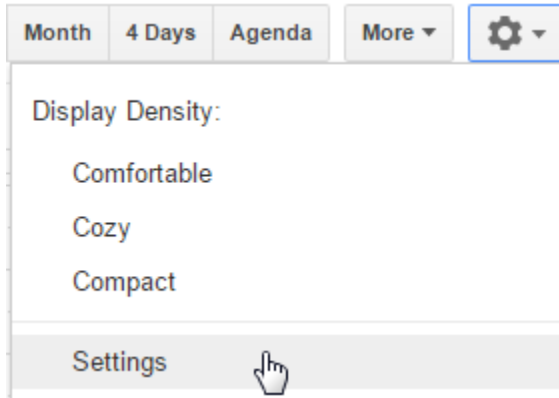 Month 4 Days Agenda More
Display Density:
Comfortable
Cozy
Compact
Settings